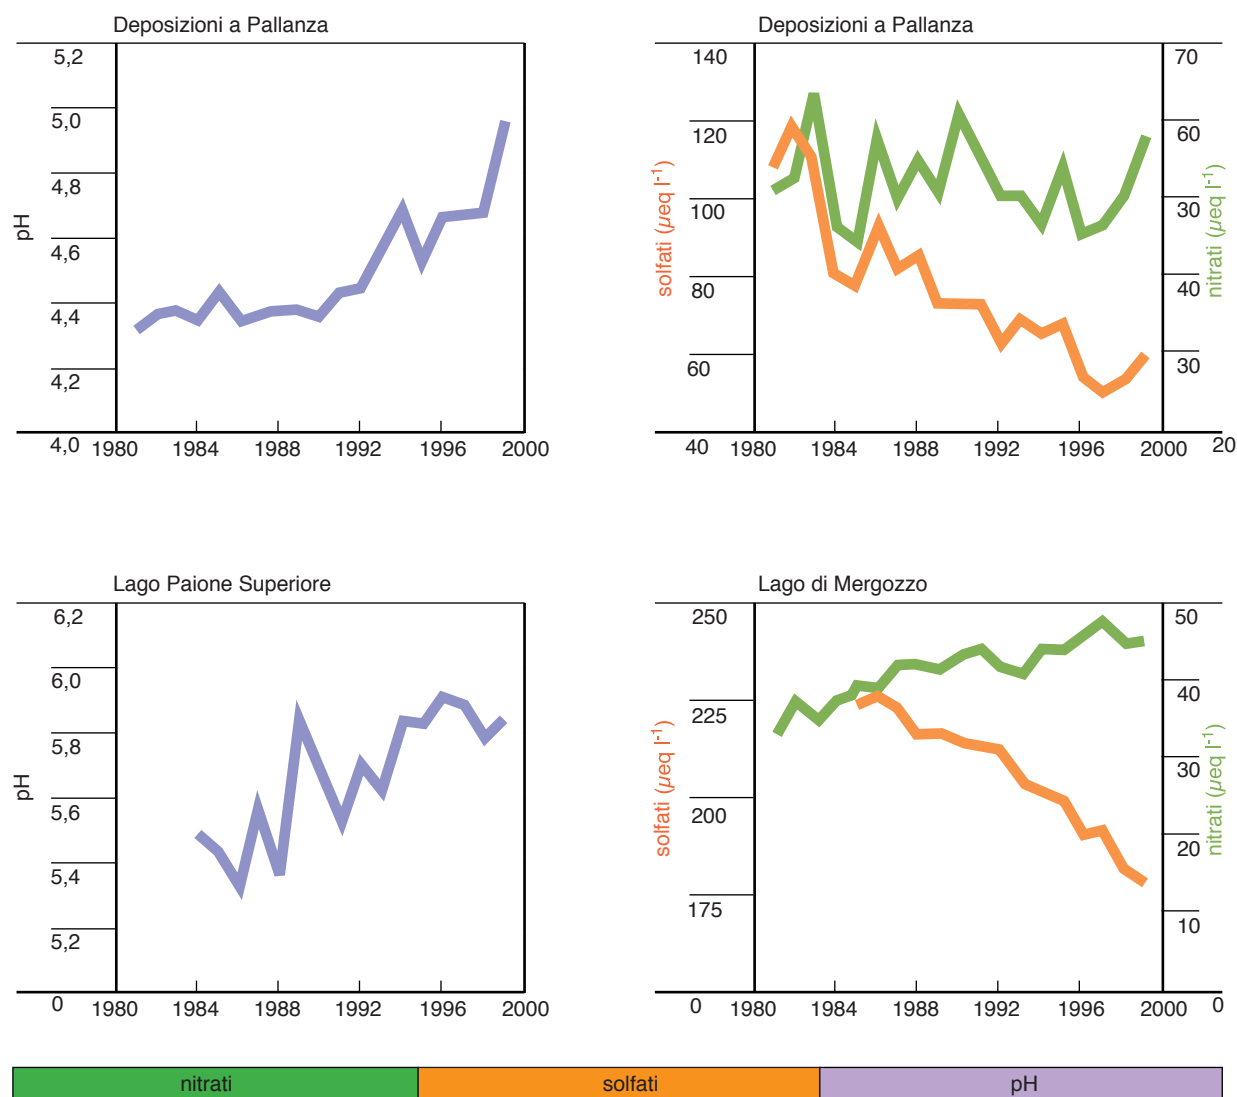 Deposizioni a Pallanza
5,2
5,0
4,8
4,6
4,4
4,2
4,0
pH
1980 1984 1988 1992 1996 2000
Deposizioni a Pallanza
140
120
100
80
60
40
solfati (µeq l-1)
70
60
30
40
30
20
nitrati (µeq l-1)
1980 1984 1988 1992 1996 2000
Lago Paione Superiore
6,2
6,0
5,8
5,6
5,4
5,2
0
pH
1980 1984 1988 1992 1996 2000
Lago di Mergozzo
250
225
200
175
0
solfati (µeq l-1)
50
40
30
20
10
0
nitrati (µeq l-1)
1980 1984 1988 1992 1996 2000
nitrati solfati pH